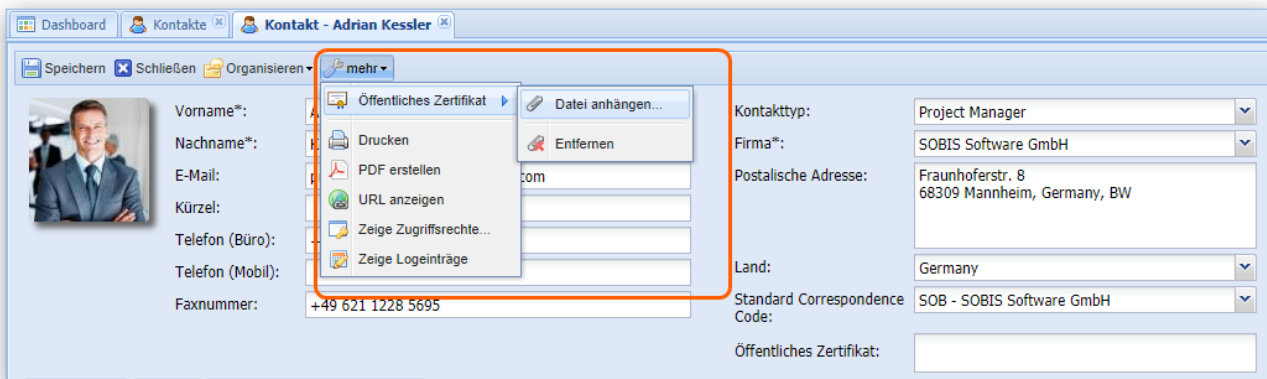 Dashboard Kontakte Kontakt - Adrian Kessler
Speichern Schließen Organisieren mehr
Öffentliches Zertifikat
Drucken
PDF erstellen
URL anzeigen
Zeige Zugriffsrechte...
Zeige Logeinträge
Datei anhängen...
Entfernen
Vorname*:
Nachname*:
E-Mail: com
Kürzel:
Telefon (Büro):
Telefon (Mobil):
Faxnummer: +49 621 1228 5695
Kontakttyp: Project Manager
Firma*: SOBIS Software GmbH
Postalische Adresse: Fraunhoferstr. 8
68309 Mannheim, Germany, BW
Land: Germany
Standard Correspondence SOB - SOBIS Software GmbH
Code:
Öffentliches Zertifikat: